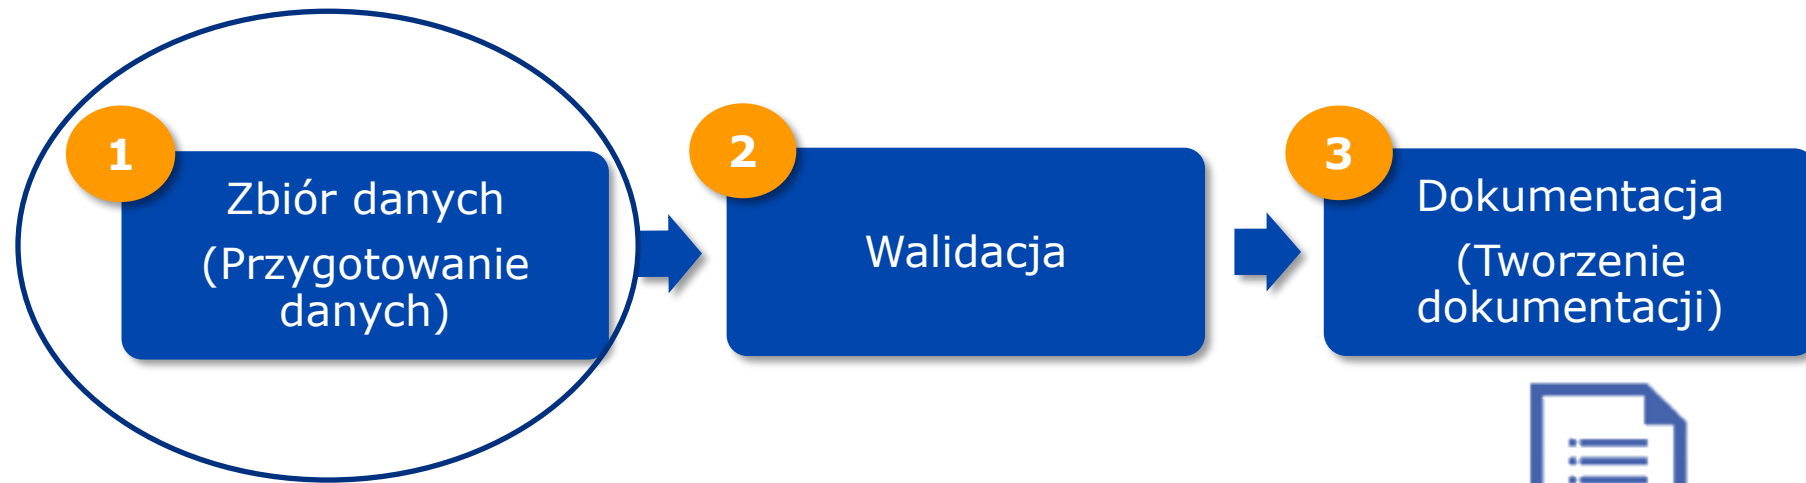 1
Zbiór danych
(Przygotowanie
danych)
2
Walidacja
3
Dokumentacja
(Tworzenie
dokumentacji)